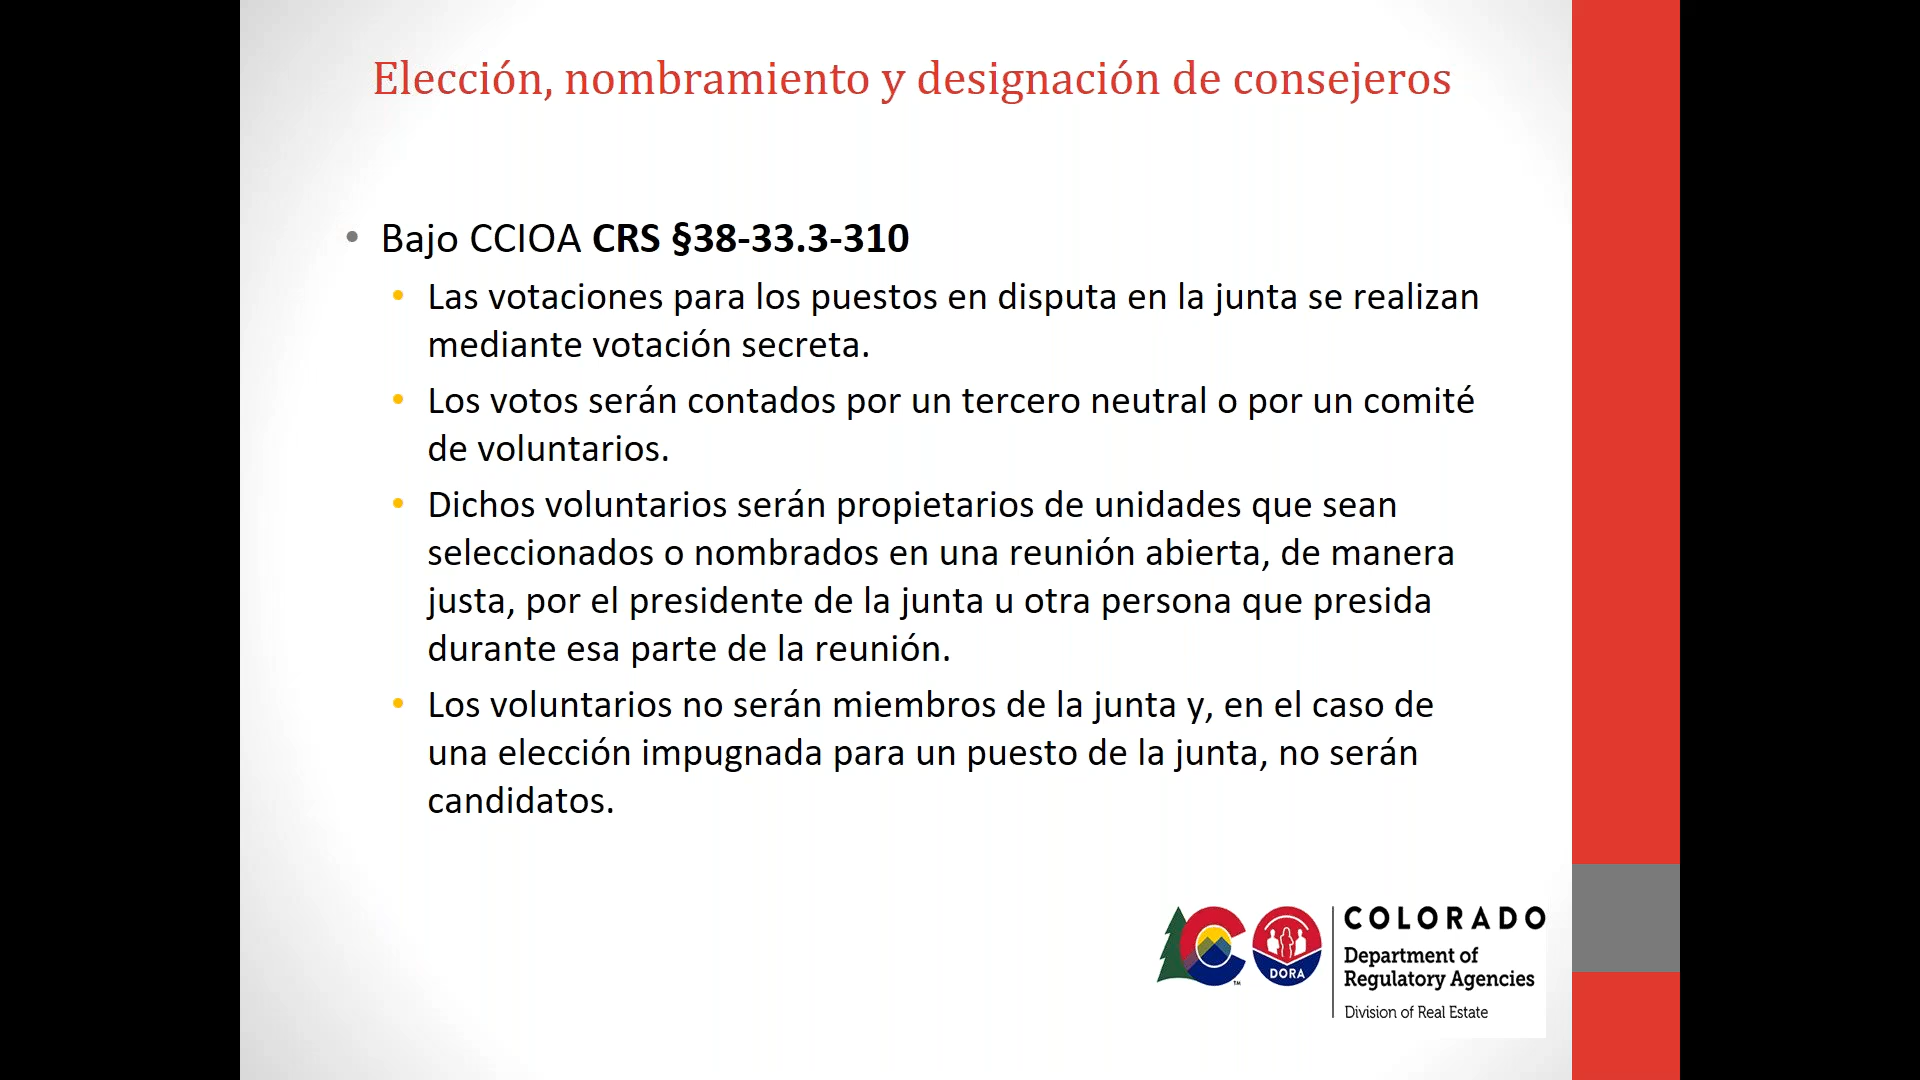 Elección, nombramiento y designación de consejeros
• Bajo CCIOA CRS §38-33.3-310
• Las votaciones para los puestos en disputa en la junta se realizan
mediante votación secreta.
• Los votos serán contados por un tercero neutral o por un comité
de voluntarios.
• Dichos voluntarios serán propietarios de unidades que sean
seleccionados o nombrados en una reunión abierta, de manera
justa, por el presidente de la junta u otra persona que presida
durante esa parte de la reunión.
• Los voluntarios no serán miembros de la junta y, en el caso de
una elección impugnada para un puesto de la junta, no serán
candidatos.
TM
DORA
COLORADO
Department of
Regulatory Agencies
Division of Real Estate